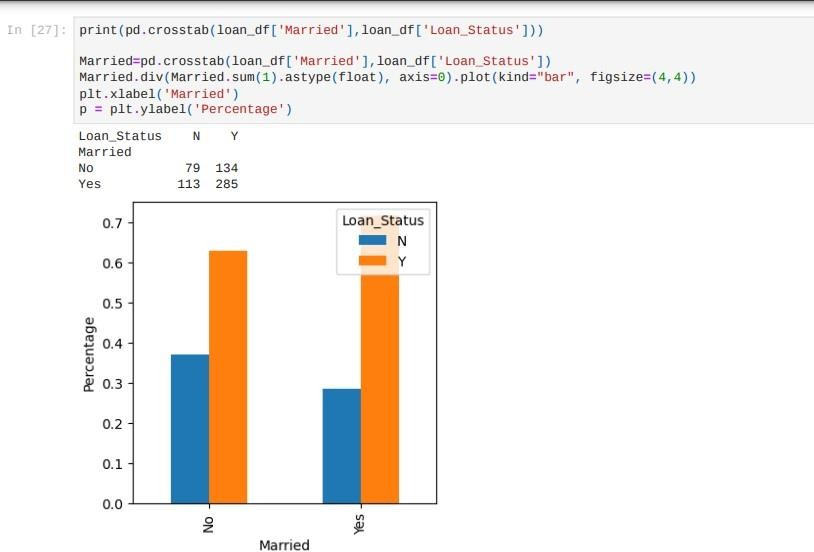 In [27]: print(pd.crosstab(loan_df['Married'],loan_df['Loan_Status']))
Married=pd.crosstab(loan_df['Married'],loan_df['Loan_Status'])
Married.div(Married.sum(1).astype(float), axis=0).plot(kind="bar", figsize=(4,4))
plt.xlabel('Married')
p = plt.ylabel('Percentage')
Loan_Status N Y
Married
No 79 134
Yes 113 285
Loan_Status
N
Y
0.7
0.6
0.5
0.4
0.3
0.2
0.1
0.0
Percentage
No
Yes
Married